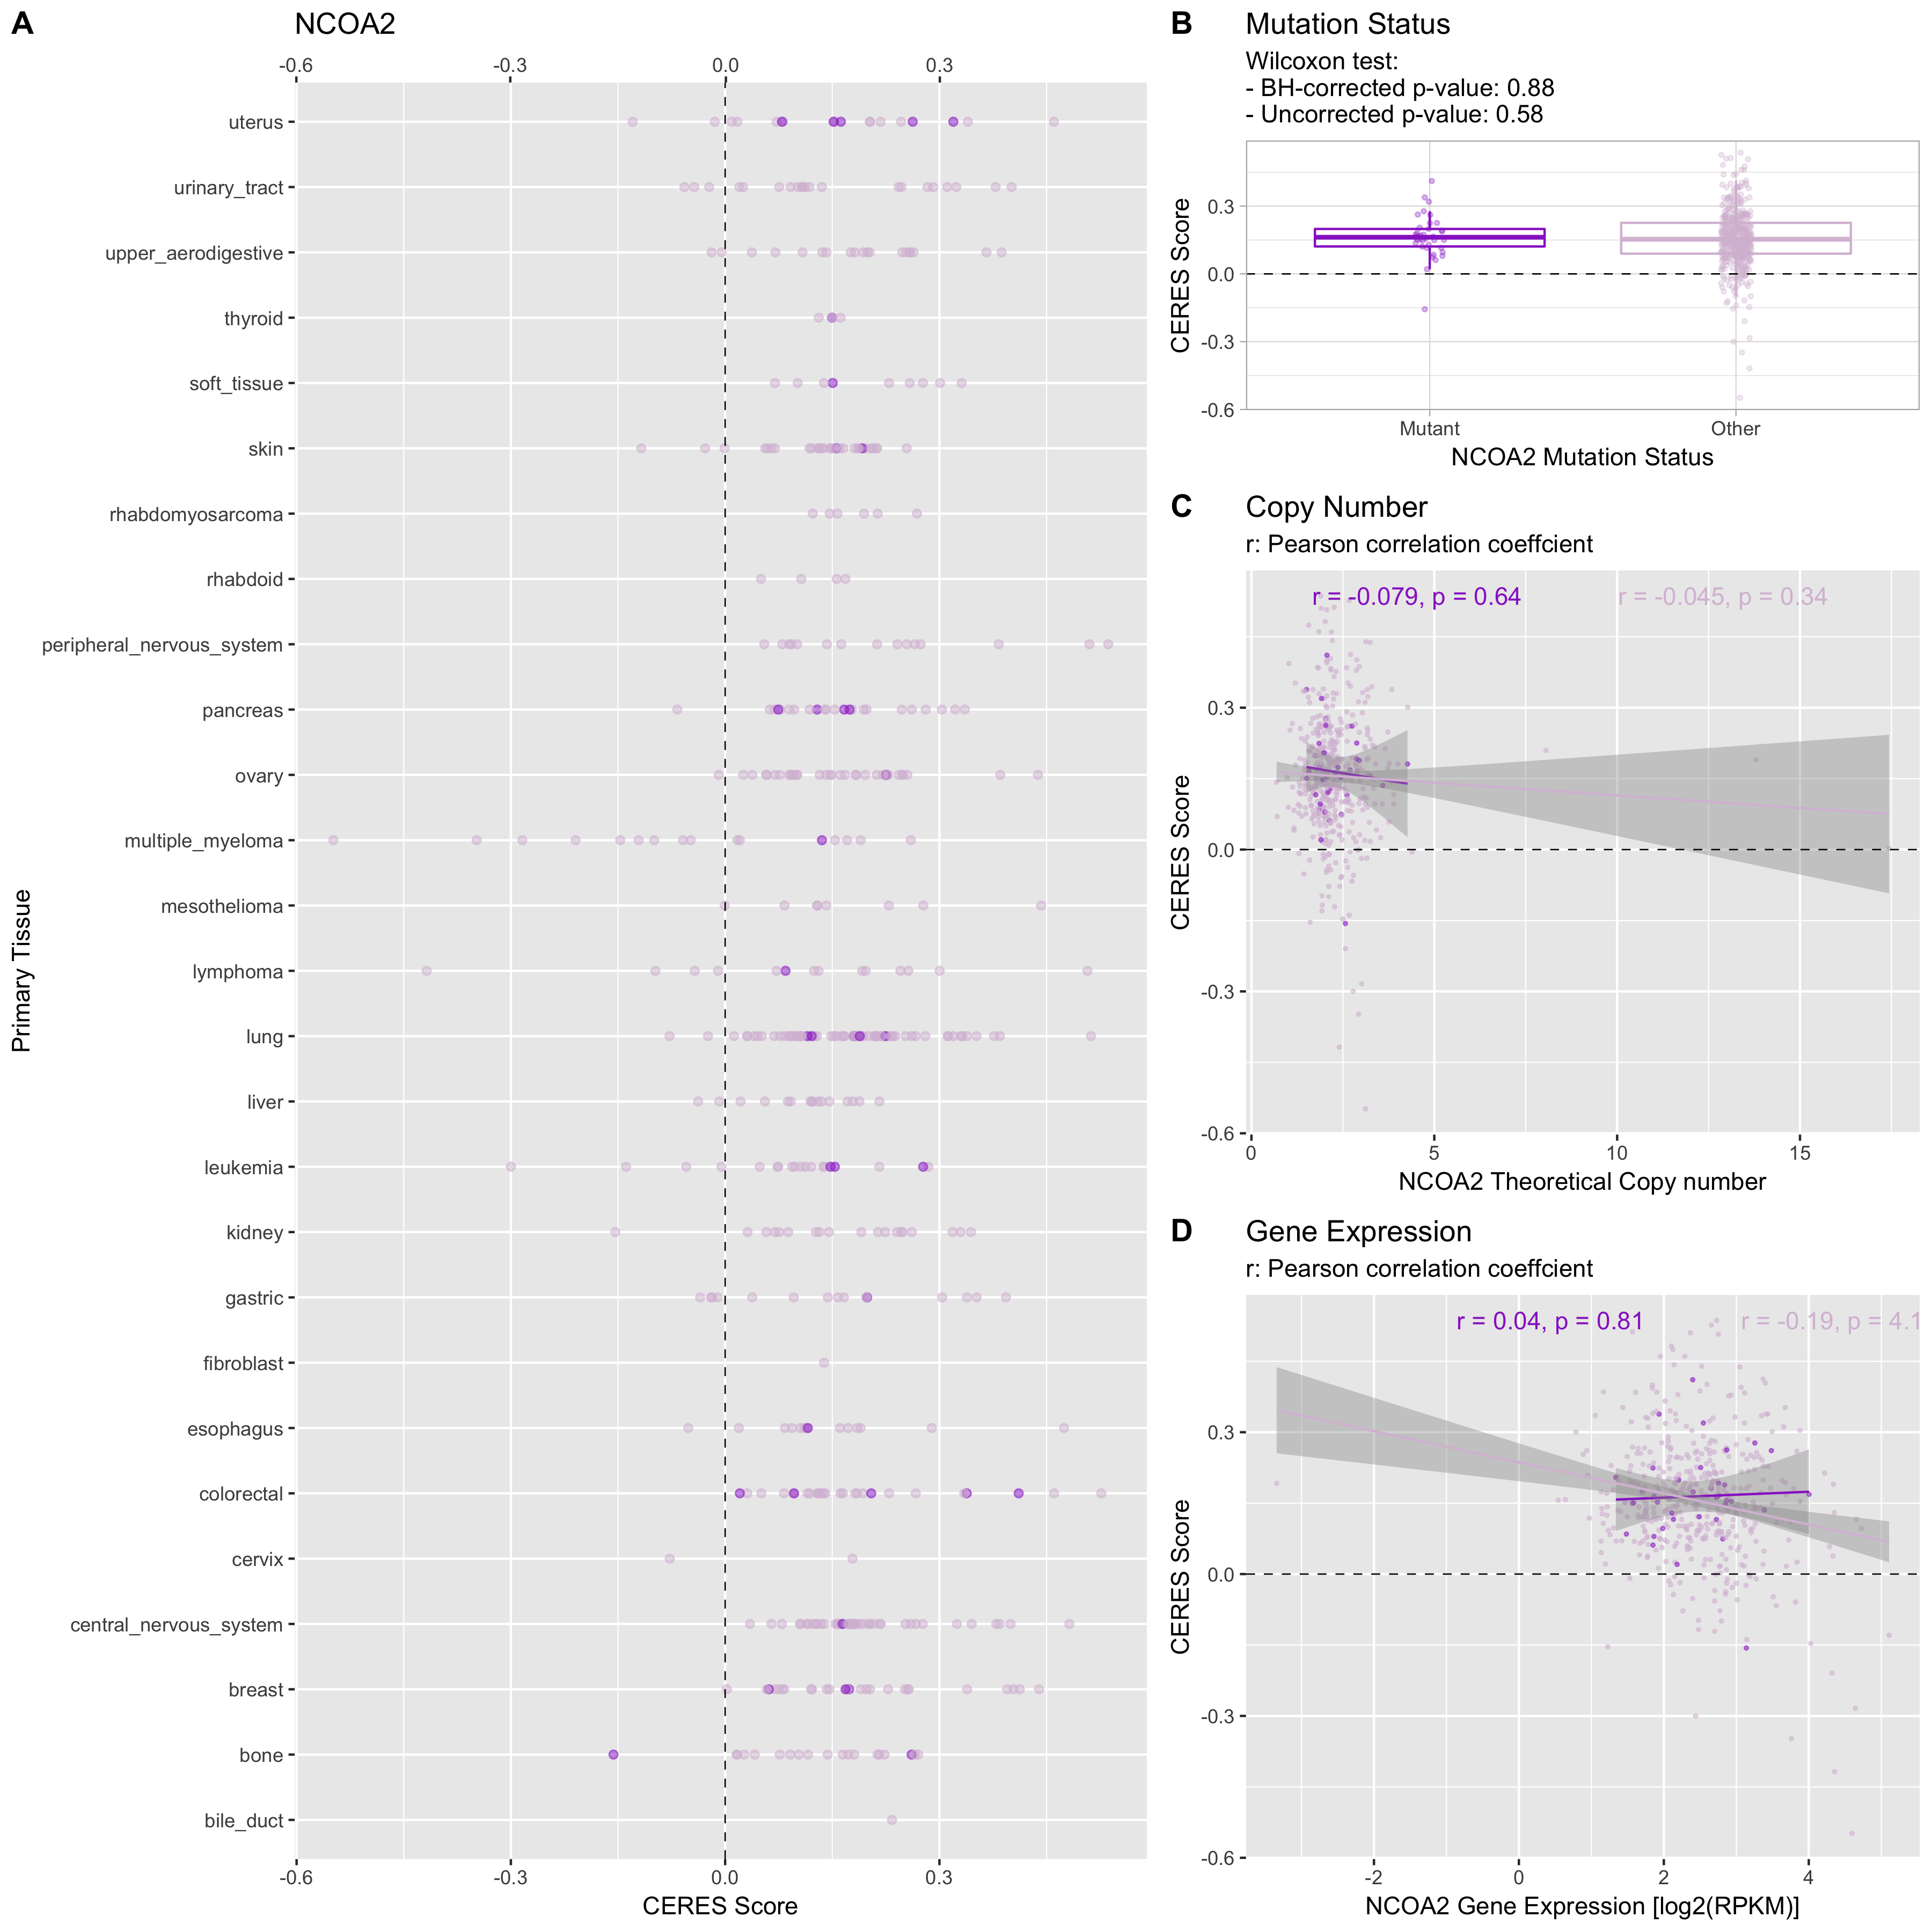 A
NCOA2
-0.6 -0.3 0.0 0.3
uterus
urinary_tract
upper_aerodigestive
thyroid
soft_tissue
skin
rhabdomyosarcoma
rhabdoid
peripheral_nervous_system
pancreas
ovary
multiple_myeloma
mesothelioma
lymphoma
lung
liver
leukemia
kidney
gastric
fibroblast
esophagus
colorectal
cervix
central_nervous_system
breast
bone
bile_duct
Primary Tissue
-0.6 -0.3 0.0 0.3
CERES Score
B
Mutation Status
Wilcoxon test:
- BH-corrected p-value: 0.88
- Uncorrected p-value: 0.58
CERES Score
0.3
0.0
-0.3
-0.6
Mutant Other
NCOA2 Mutation Status
C
Copy Number
r: Pearson correlation coeffcient
r = -0.079, p = 0.64 r = -0.045, p = 0.34
CERES Score
0.3
0.0
-0.3
-0.6
0 5 10 15
NCOA2 Theoretical Copy number
D
Gene Expression
r: Pearson correlation coeffcient
r = 0.04, p = 0.81 r = -0.19, p = 4.1
CERES Score
0.3
0.0
-0.3
-0.6
-2 0 2 4
NCOA2 Gene Expression [log2(RPKM)]